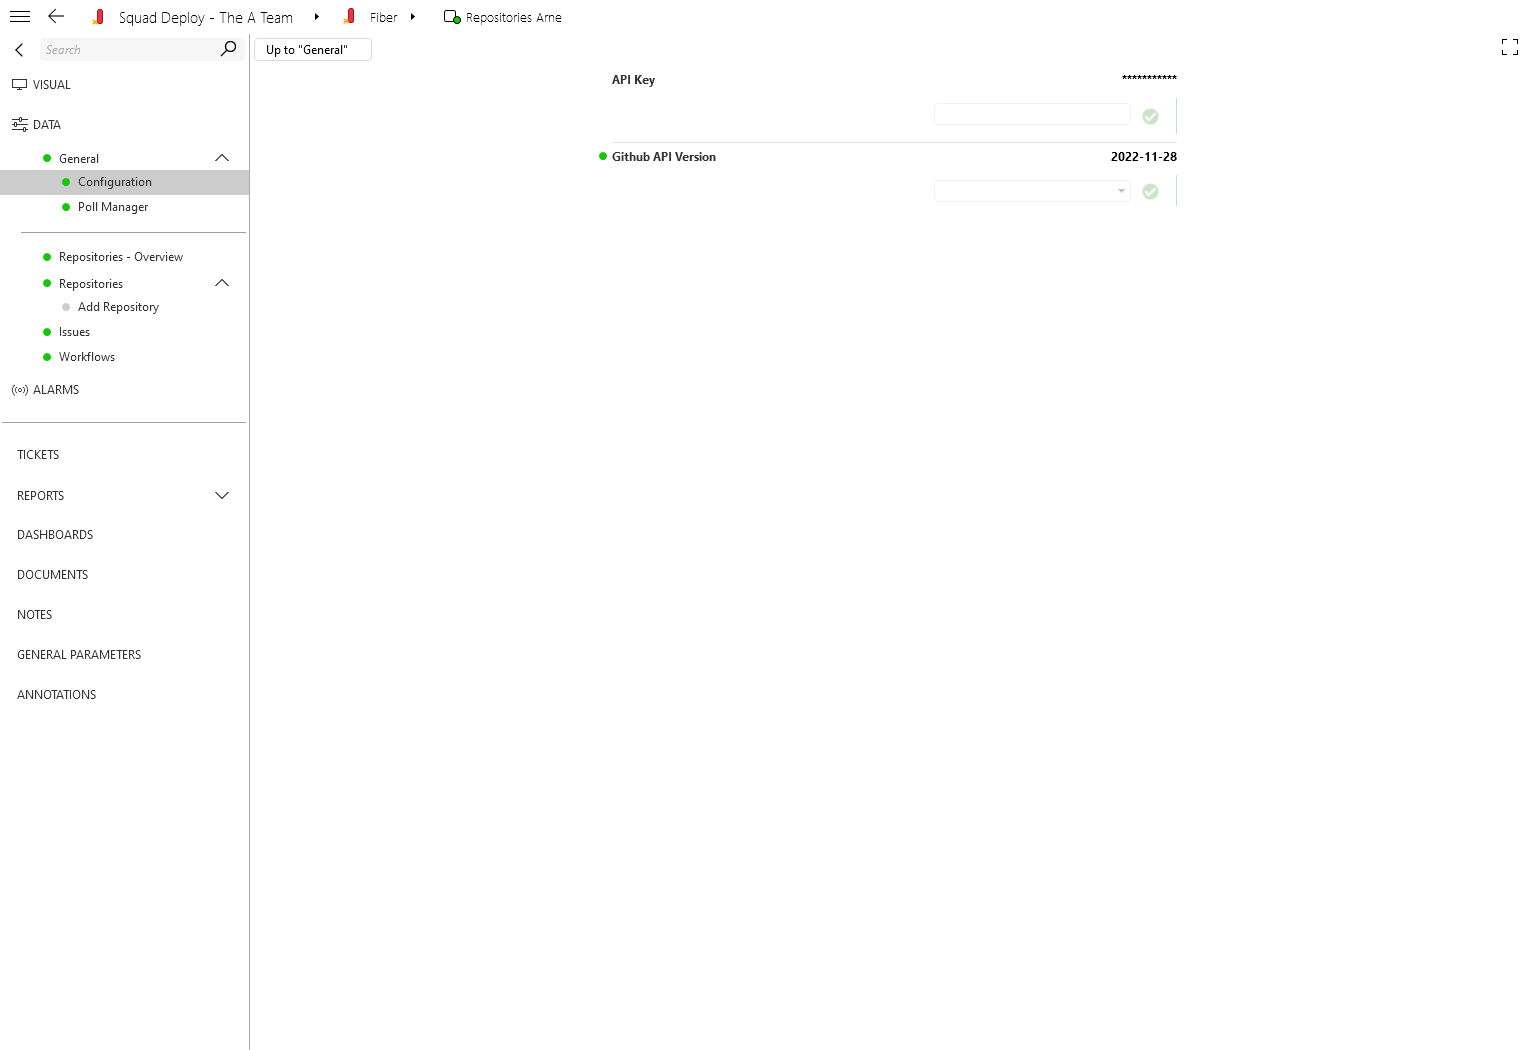 Squad Deploy - The A Team
Fiber
Repositories Arne
Search
Up to "General"
VISUAL
DATA
General
Configuration
Poll Manager
Repositories - Overview
Repositories
Add Repository
Issues
Workflows
ALARMS
TICKETS
REPORTS
DASHBOARDS
DOCUMENTS
NOTES
GENERAL PARAMETERS
ANNOTATIONS
API Key
***********
Github API Version
2022-11-28